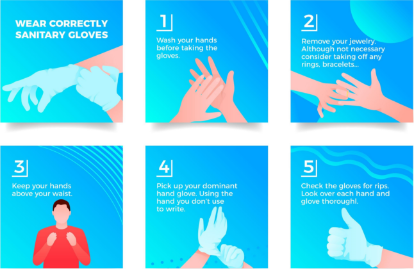 WEAR CORRECTLY
SANITARY GLOVES
1
Wash your hands
before taking the
gloves.
2
Remove your jewelry.
Although not necessary
consider taking off any
rings, bracelets...
3
Keep your hands
above your waist.
4
Pick up your dominant
hand glove. Using the
hand you don't use
to write.
5
Check the gloves for rips.
Look over each hand and
glove thorough!.